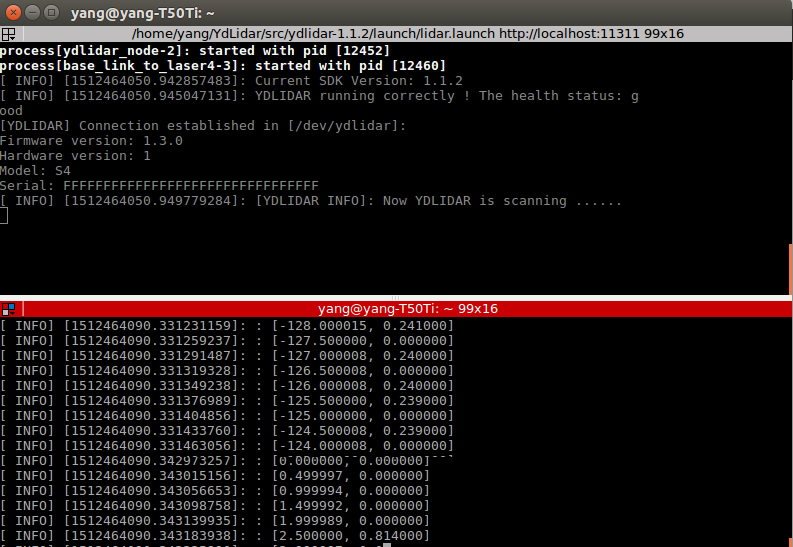 yang@yang-T50Ti: ~
/home/yang/YdLidar/src/ydlidar-1.1.2/launch/lidar.launch http://localhost:11311 99x16
process[ydlidar_node-2]: started with pid [12452]
process[base_link_to_laser4-3]: started with pid [12460]
[ INFO] [1512464050.942857483]: Current SDK Version: 1.1.2
[ INFO] [1512464050.945047131]: YDLIDAR running correctly ! The health status: g
ood
[YDLIDAR] Connection established in [/dev/ydlidar]:
Firmware version: 1.3.0
Hardware version: 1
Model: S4
Serial: FFFFFFFFFFFFFFFFFFFFFFFFFFFFFFFF
[ INFO] [1512464050.949779284]: [YDLIDAR INFO]: Now YDLIDAR is scanning ......
yang@yang-T50Ti: ~ 99x16
[ INFO] [1512464090.331231159]: : [-128.000015, 0.241000]
[ INFO] [1512464090.331259237]: : [-127.500000, 0.000000]
[ INFO] [1512464090.331291487]: : [-127.000008, 0.240000]
[ INFO] [1512464090.331319328]: : [-126.500008, 0.000000]
[ INFO] [1512464090.331349238]: : [-126.000008, 0.240000]
[ INFO] [1512464090.331376989]: : [-125.500000, 0.239000]
[ INFO] [1512464090.331404856]: : [-125.000000, 0.000000]
[ INFO] [1512464090.331433760]: : [-124.500008, 0.239000]
[ INFO] [1512464090.331463056]: : [-124.000008, 0.000000]
[ INFO] [1512464090.342973257]: : [0.000000, 0.000000]
[ INFO] [1512464090.343015156]: : [0.499997, 0.000000]
[ INFO] [1512464090.343056653]: : [0.999994, 0.000000]
[ INFO] [1512464090.343098758]: : [1.499992, 0.000000]
[ INFO] [1512464090.343139935]: : [1.999989, 0.000000]
[ INFO] [1512464090.343183938]: : [2.500000, 0.814000]